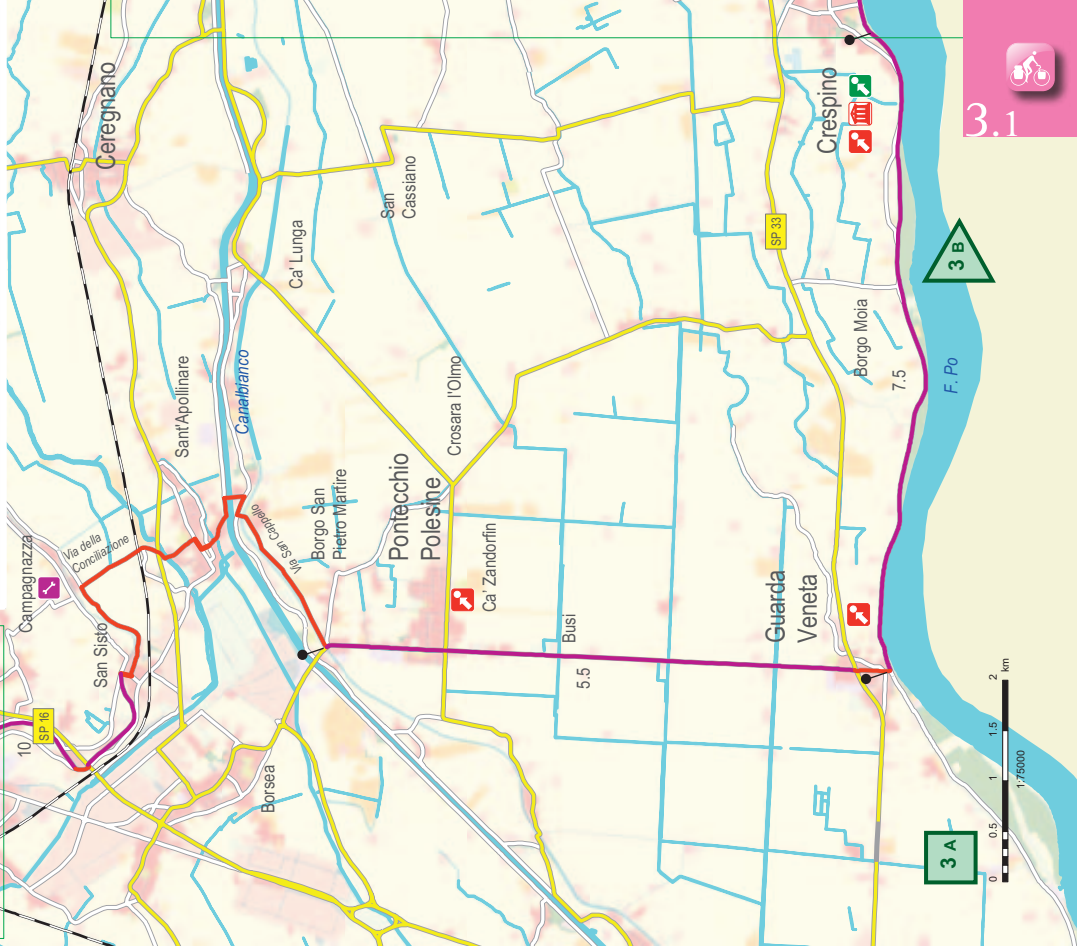 3.1
Ceregnano
Crespino
San
Cassiano
Ca' Lunga
SP 33
3 B
Sant'Apollinare
Canalbianco
Crosara l'Olmo
Borgo Moia
7.5
F. Po
Campagnazza
Via della
Conciliazione
Via San Cappello
Borgo San
Pietro Martire
Pontecchio
Polesine
Ca' Zandorfin
Guarda
Veneta
San Sisto
Busi
5.5
10
SP 16
Borsea
3 A
0 0.5 1 1.5 2 km
1:75000